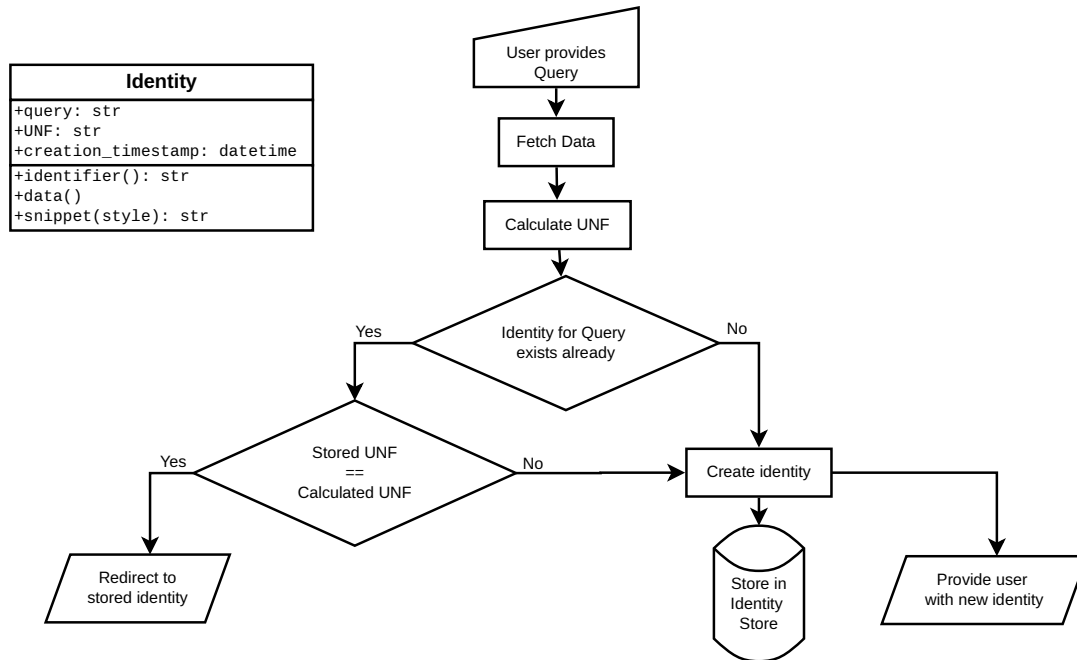 User provides
Query
Identity
+query: str
+UNF: str
+creation_timestamp: datetime
+identifier(): str
+data()
+snippet(style): str
Fetch Data
Calculate UNF
Yes
Identity for Query
exists already
No
Yes
Stored UNF
==
Calculated UNF
No
Create identity
Redirect to
stored identity
Store in
Identity
Store
Provide user
with new identity